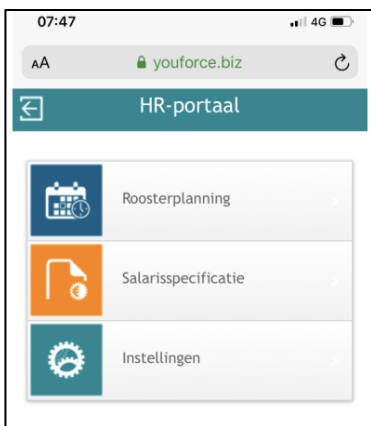 07:47
4G
AA
youforce.biz
HR-portaal
Roosterplanning
Salarisspecificatie
Instellingen